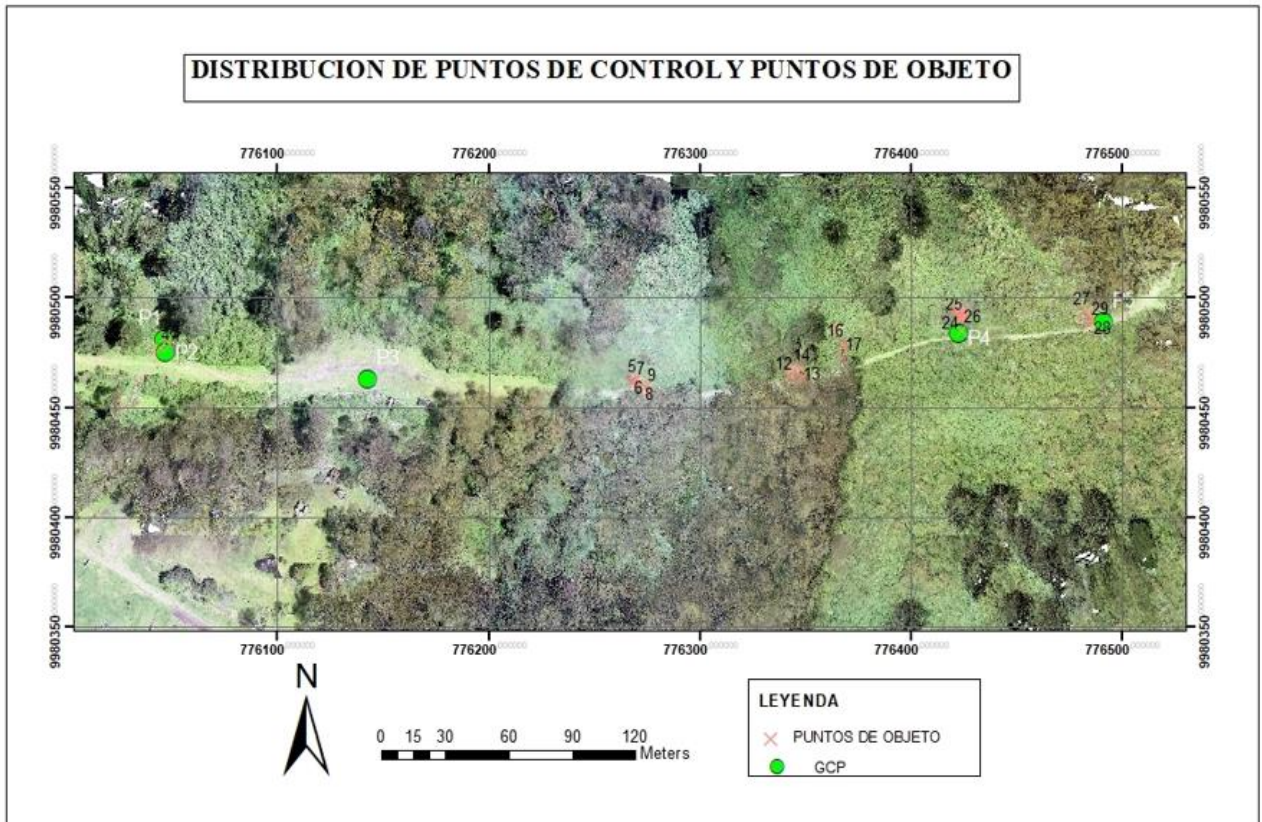 DISTRIBUCION DE PUNTOS DE CONTROL Y PUNTOS DE OBJETO
776100 776200 776300 776400 776500
9980550 9980550
9980500 9980500
9980450 9980450
9980400 9980400
9980350 9980350
P1
P2
P3
5 7 9
6 8
12 14 13
16 17
25 26
24 P4
27 29
28
776100 776200 776300 776400 776500
N
0 15 30 60 90 120
Meters
LEYENDA
PUNTOS DE OBJETO
GCP